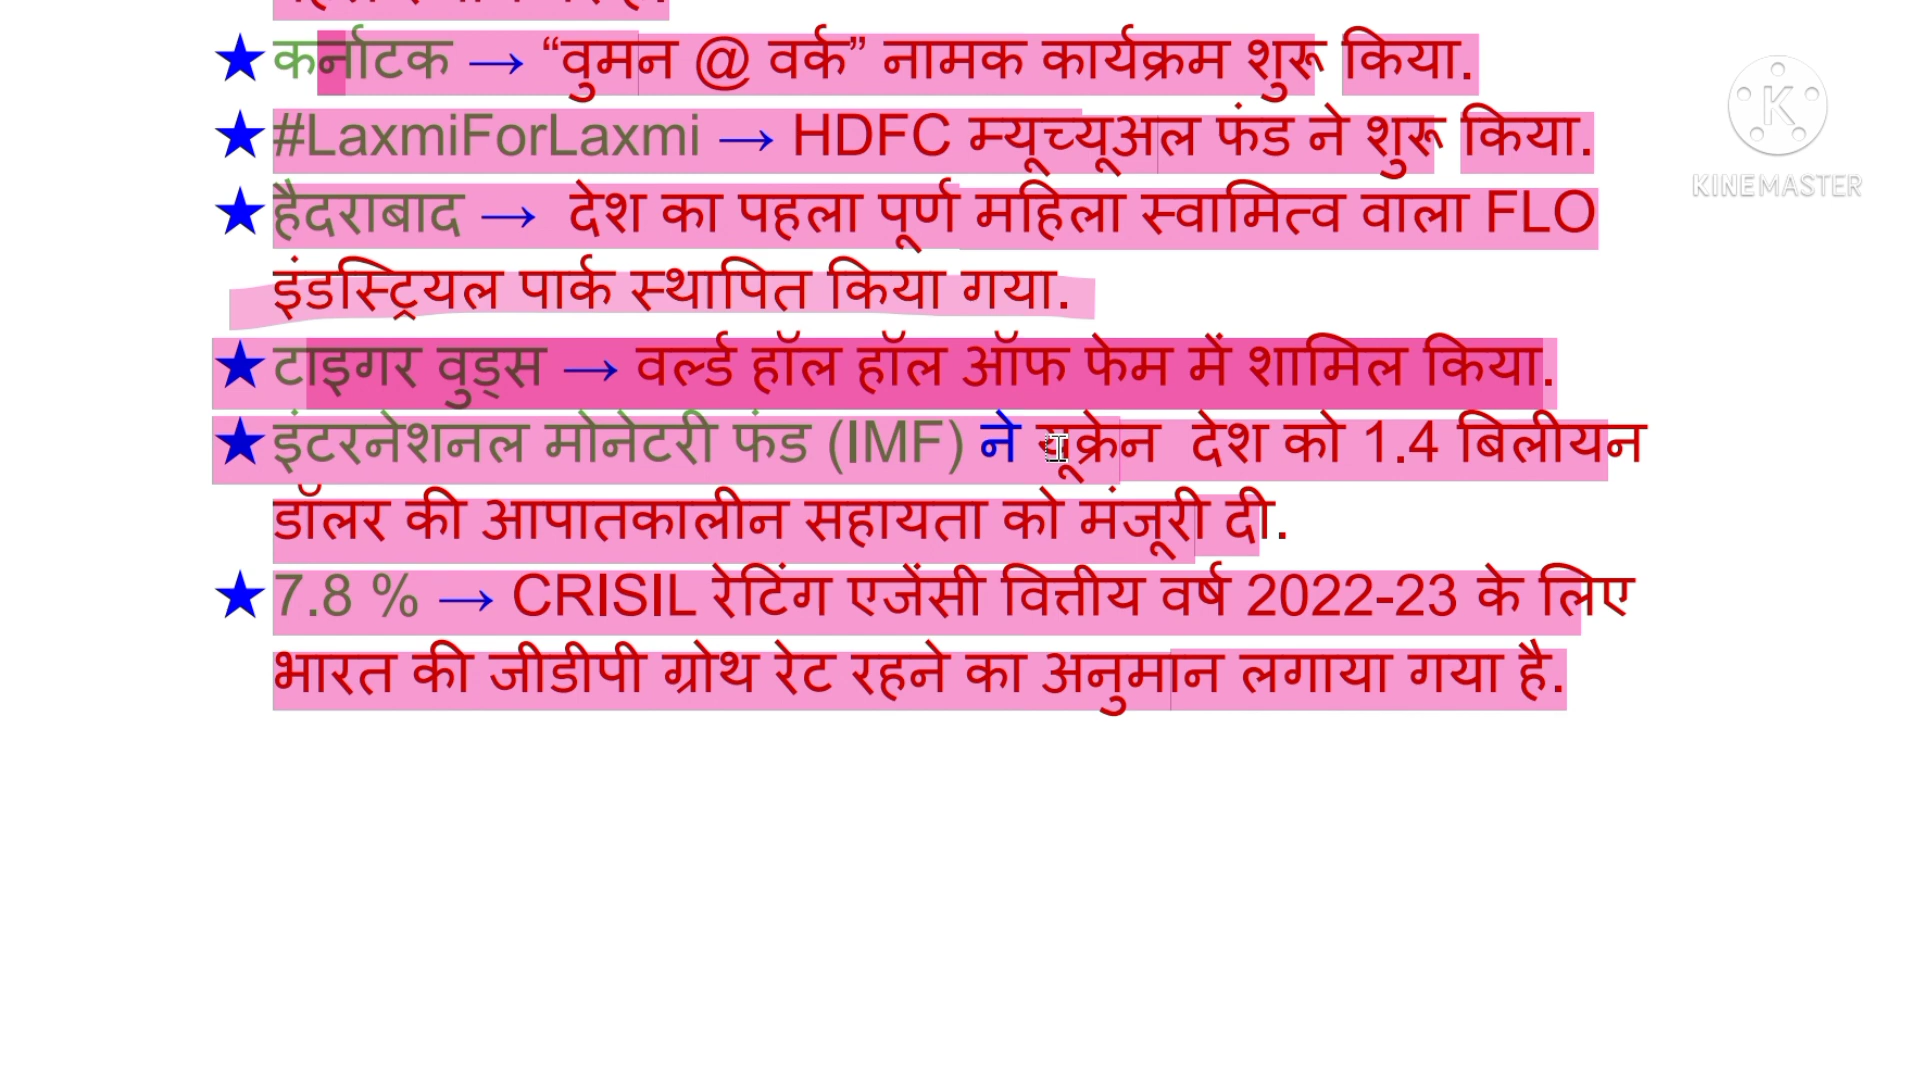 ★ कर्नाटक → “वुमन @ वर्क” नामक कार्यक्रम शुरू किया.
★ #LaxmiForLaxmi → HDFC म्यूच्यूअल फंड ने शुरू किया.
★ हैदराबाद → देश का पहला पूर्ण महिला स्वामित्व वाला FLO
इंडस्ट्रियल पार्क स्थापित किया गया.
★ टाइगर वुड्स → वर्ल्ड हॉल हॉल ऑफ फेम में शामिल किया.
★ इंटरनेशनल मोनेटरी फंड (IMF) ने यूक्रेन देश को 1.4 बिलीयन
डॉलर की आपातकालीन सहायता को मंजूरी दी.
★ 7.8 % → CRISIL रेटिंग एजेंसी वित्तीय वर्ष 2022-23 के लिए
भारत की जीडीपी ग्रोथ रेट रहने का अनुमान लगाया गया है.
K
KINEMASTER